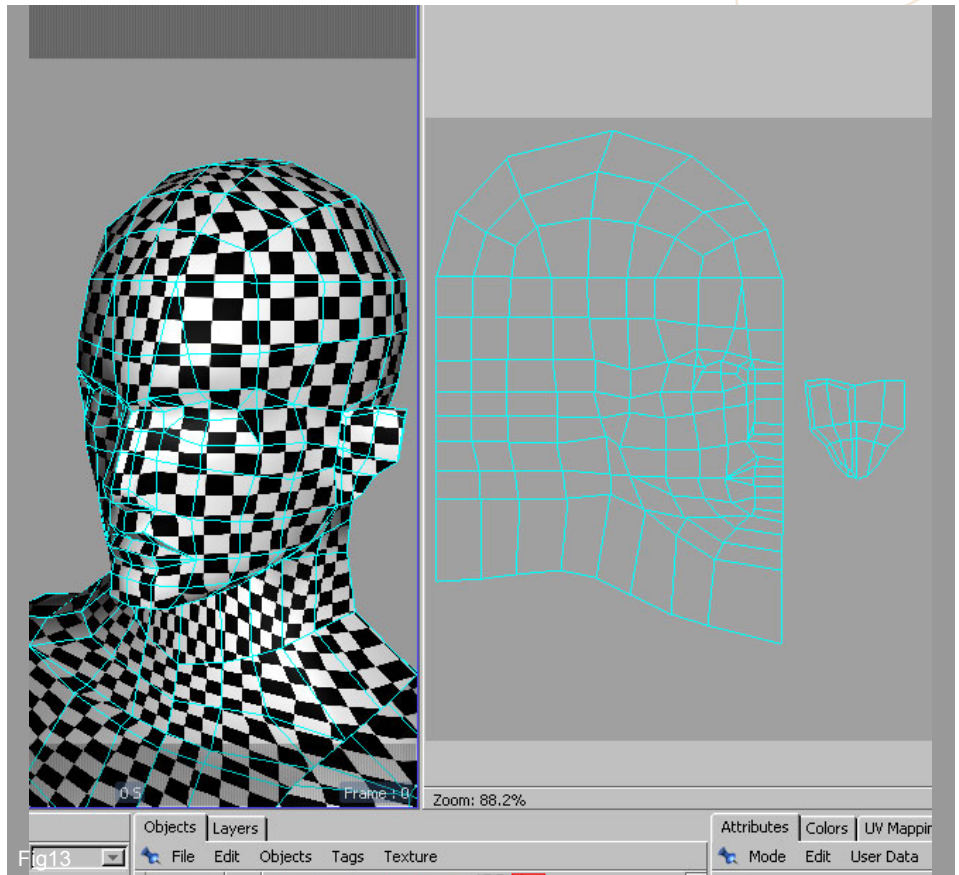 0 S
Frame : 0
Zoom: 88.2%
Objects Layers
Attributes Colors UV Mappin
File Edit Objects Tags Texture
Mode Edit User Data
Fig13